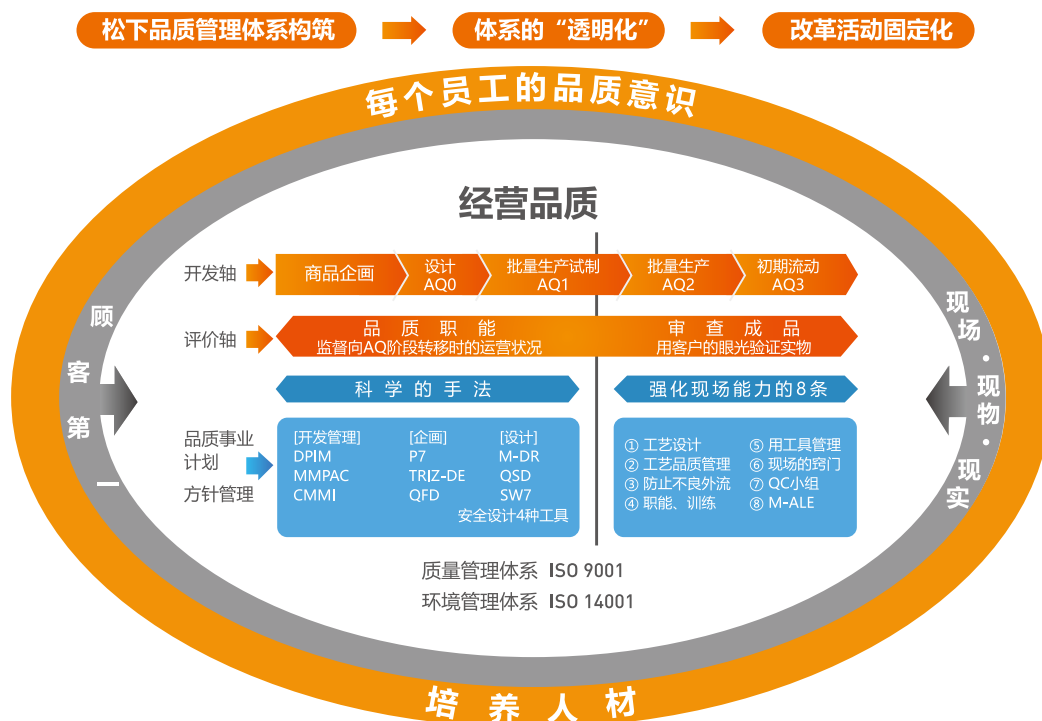 松下品质管理体系构筑
体系的“透明化”
改革活动固定化
每个员工的品质意识
顾客第一
现场·现物·现实
经营品质
开发轴
商品企画
设计
AQ0
批量生产试制
AQ1
批量生产
AQ2
初期流动
AQ3
评价轴
品质职能
监督向AQ阶段转移时的运营状况
审查成品
用客户的眼光验证实物
科学的手法
强化现场能力的8条
品质事业
计划
方针管理
[开发管理]
DPIM
MMPAC
CMMI
[企画]
P7
TRIZ-DE
QFD
[设计]
M-DR
QSD
SW7
安全设计4种工具
① 工艺设计
② 工艺品质管理
③ 防止不良外流
④ 职能、训练
⑤ 用工具管理
⑥ 现场的窍门
⑦ QC小组
⑧ M-ALE
质量管理体系 ISO 9001
环境管理体系 ISO 14001
培养人材